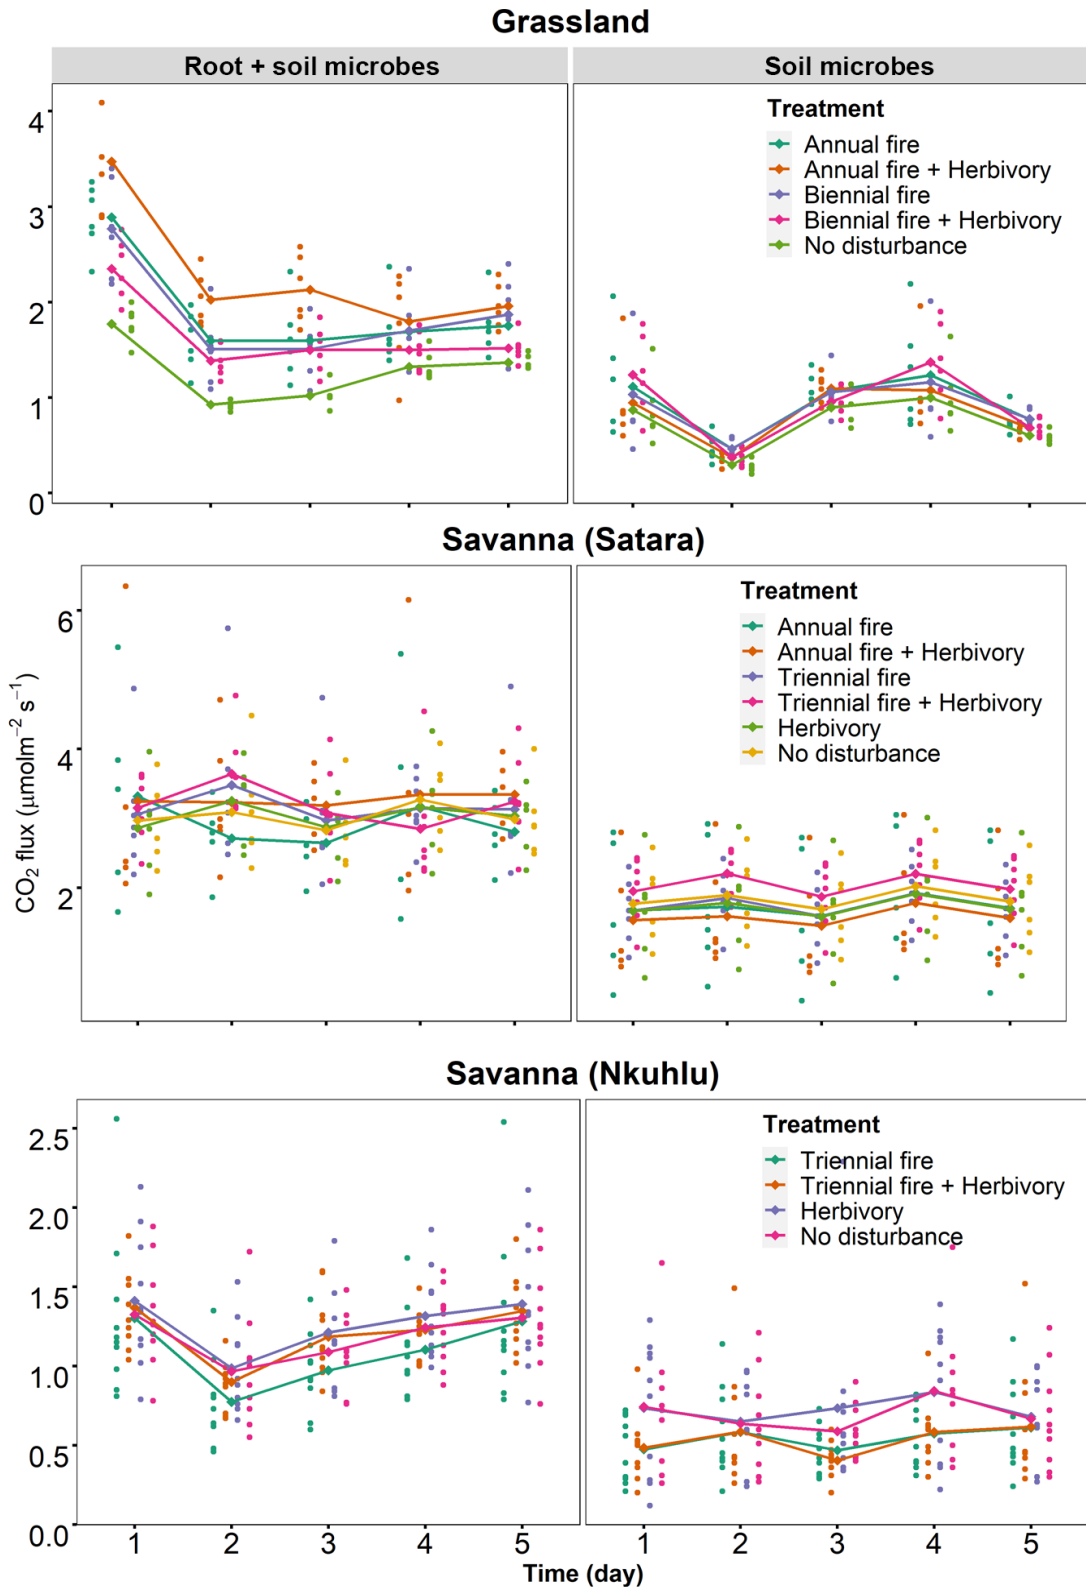 Grassland
Root + soil microbes
Soil microbes
Treatment
Annual fire
Annual fire + Herbivory
Biennial fire
Biennial fire + Herbivory
No disturbance
4
3
2
1
0
Savanna (Satara)
Treatment
Annual fire
Annual fire + Herbivory
Triennial fire
Triennial fire + Herbivory
Herbivory
No disturbance
6
4
2
CO₂ flux (µmolm⁻² s⁻¹)
Savanna (Nkuhlu)
Treatment
Triennial fire
Triennial fire + Herbivory
Herbivory
No disturbance
2.5
2.0
1.5
1.0
0.5
0.0
1 2 3 4 5
1 2 3 4 5
Time (day)